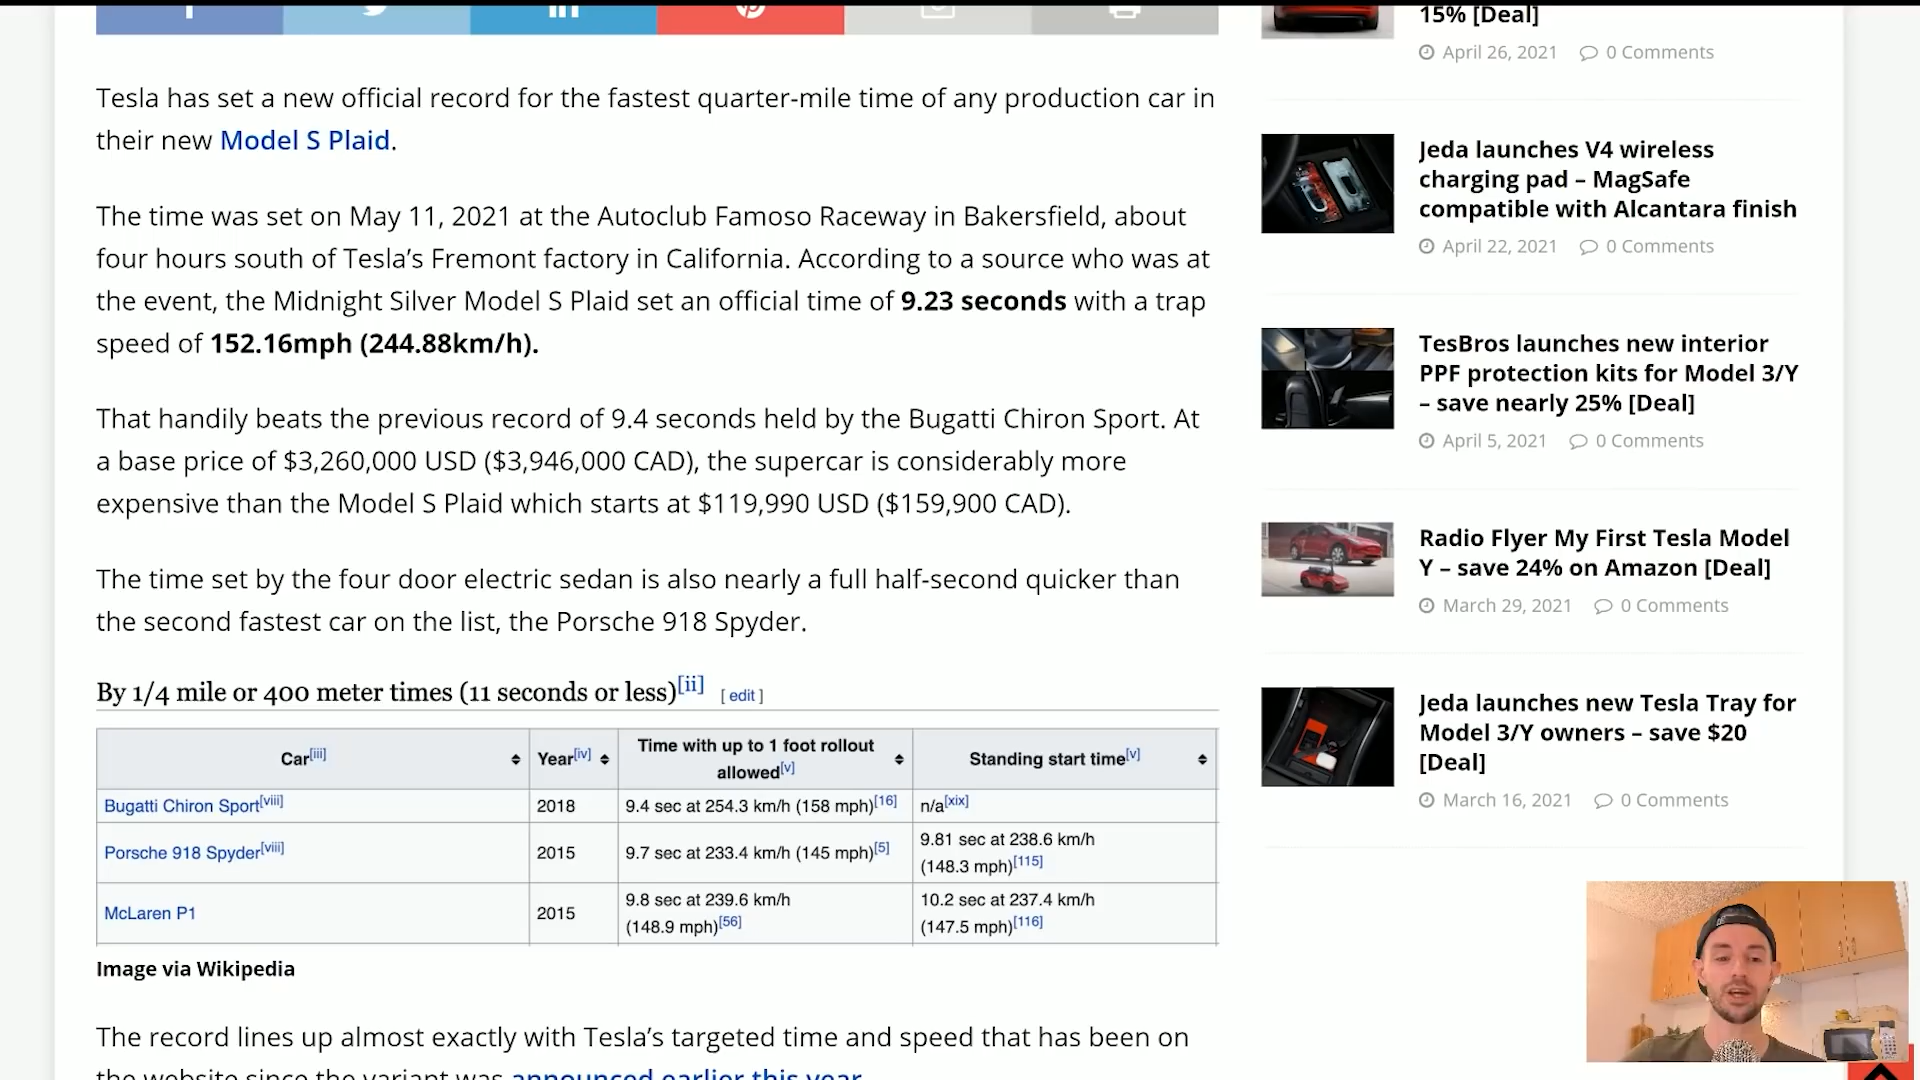 Tesla has set a new official record for the fastest quarter-mile time of any production car in
their new Model S Plaid.
The time was set on May 11, 2021 at the Autoclub Famoso Raceway in Bakersfield, about
four hours south of Tesla’s Fremont factory in California. According to a source who was at
the event, the Midnight Silver Model S Plaid set an official time of 9.23 seconds with a trap
speed of 152.16mph (244.88km/h).
That handily beats the previous record of 9.4 seconds held by the Bugatti Chiron Sport. At
a base price of $3,260,000 USD ($3,946,000 CAD), the supercar is considerably more
expensive than the Model S Plaid which starts at $119,990 USD ($159,900 CAD).
The time set by the four door electric sedan is also nearly a full half-second quicker than
the second fastest car on the list, the Porsche 918 Spyder.
By 1/4 mile or 400 meter times (11 seconds or less)[ii] [ edit ]
Car[iii] Year[iv] Time with up to 1 foot rollout
allowed[v] Standing start time[v]
Bugatti Chiron Sport[viii] 2018 9.4 sec at 254.3 km/h (158 mph)[16] n/a[xix]
Porsche 918 Spyder[viii] 2015 9.7 sec at 233.4 km/h (145 mph)[5] 9.81 sec at 238.6 km/h
(148.3 mph)[115]
McLaren P1 2015 9.8 sec at 239.6 km/h
(148.9 mph)[56] 10.2 sec at 237.4 km/h
(147.5 mph)[116]
Image via Wikipedia
The record lines up almost exactly with Tesla’s targeted time and speed that has been on
the website since the variant was announced earlier this year
15% [Deal]
April 26, 2021 0 Comments
Jeda launches V4 wireless
charging pad – MagSafe
compatible with Alcantara finish
April 22, 2021 0 Comments
TesBros launches new interior
PPF protection kits for Model 3/Y
– save nearly 25% [Deal]
April 5, 2021 0 Comments
Radio Flyer My First Tesla Model
Y – save 24% on Amazon [Deal]
March 29, 2021 0 Comments
Jeda launches new Tesla Tray for
Model 3/Y owners – save $20
[Deal]
March 16, 2021 0 Comments